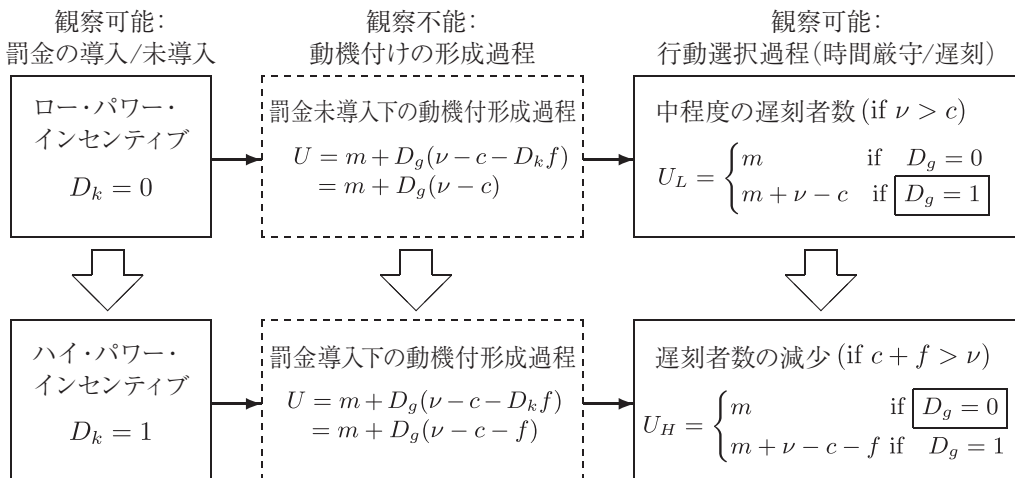 観察可能:
罰金の導入/未導入
観察不能:
動機付けの形成過程
観察可能:
行動選択過程(時間厳守/遅刻)
ロー・パワー・
インセンティブ
D_k = 0
罰金未導入下の動機付形成過程
U = m + D_g(ν − c − D_k f)
= m + D_g(ν − c)
中程度の遅刻者数 (if ν > c)
U_L = { m if D_g = 0
m + ν − c if D_g = 1
ハイ・パワー・
インセンティブ
D_k = 1
罰金導入下の動機付形成過程
U = m + D_g(ν − c − D_k f)
= m + D_g(ν − c − f)
遅刻者数の減少 (if c + f > ν)
U_H = { m if D_g = 0
m + ν − c − f if D_g = 1